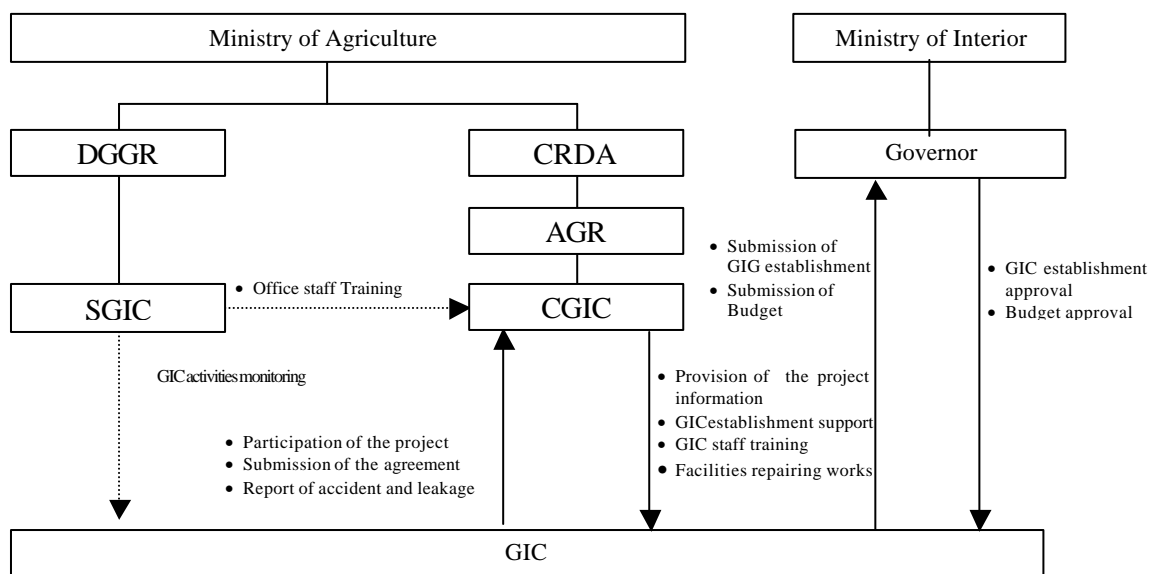 Ministry of Agriculture
Ministry of Interior
DGGR
CRDA
Governor
AGR
• Submission of
GIG establishment
• Submission of
Budget
• GIC establishment
approval
• Budget approval
SGIC
• Office staff Training
CGIC
GIC activities monitoring
• Provision of the project
information
• GICestablishment support
• GIC staff training
• Facilities repairing works
• Participation of the project
• Submission of the agreement
• Report of accident and leakage
GIC